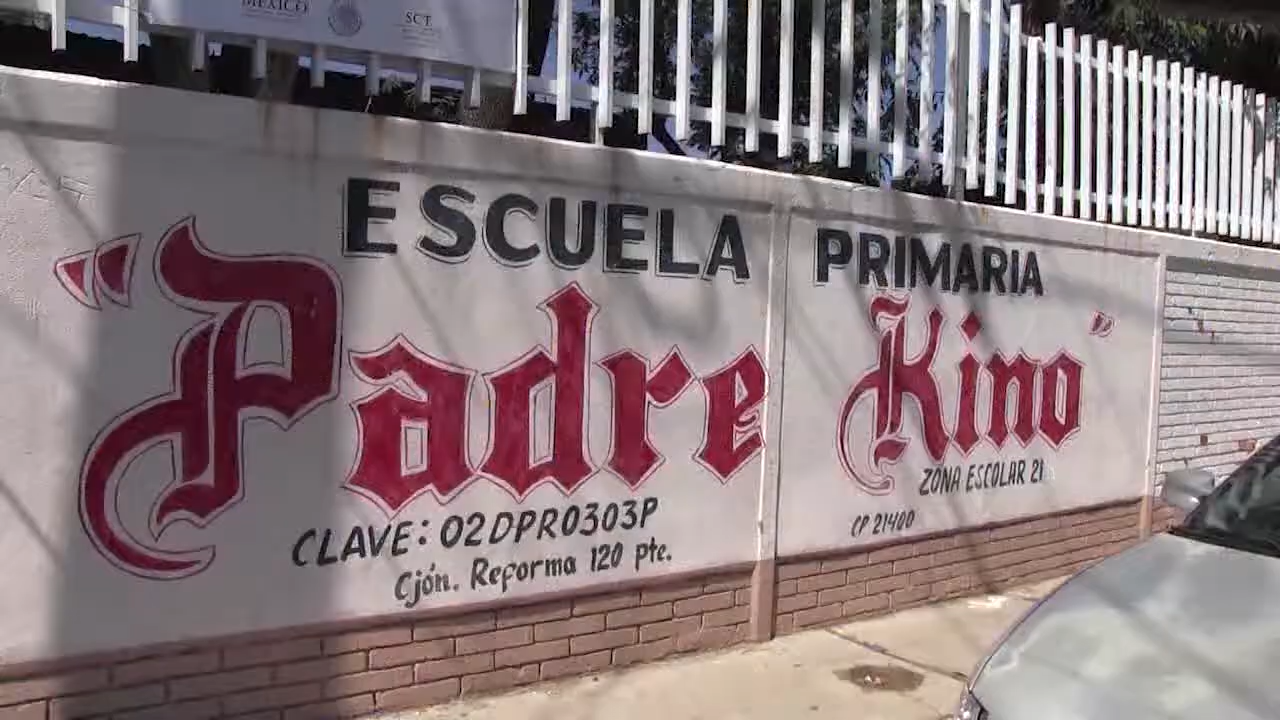 MÉXICO
SCT
ESCUELA PRIMARIA
"Padre Kino"
CLAVE: 02DPR0303P
ZONA ESCOLAR 21
Cjón. Reforma 120 pte.
CP 21400